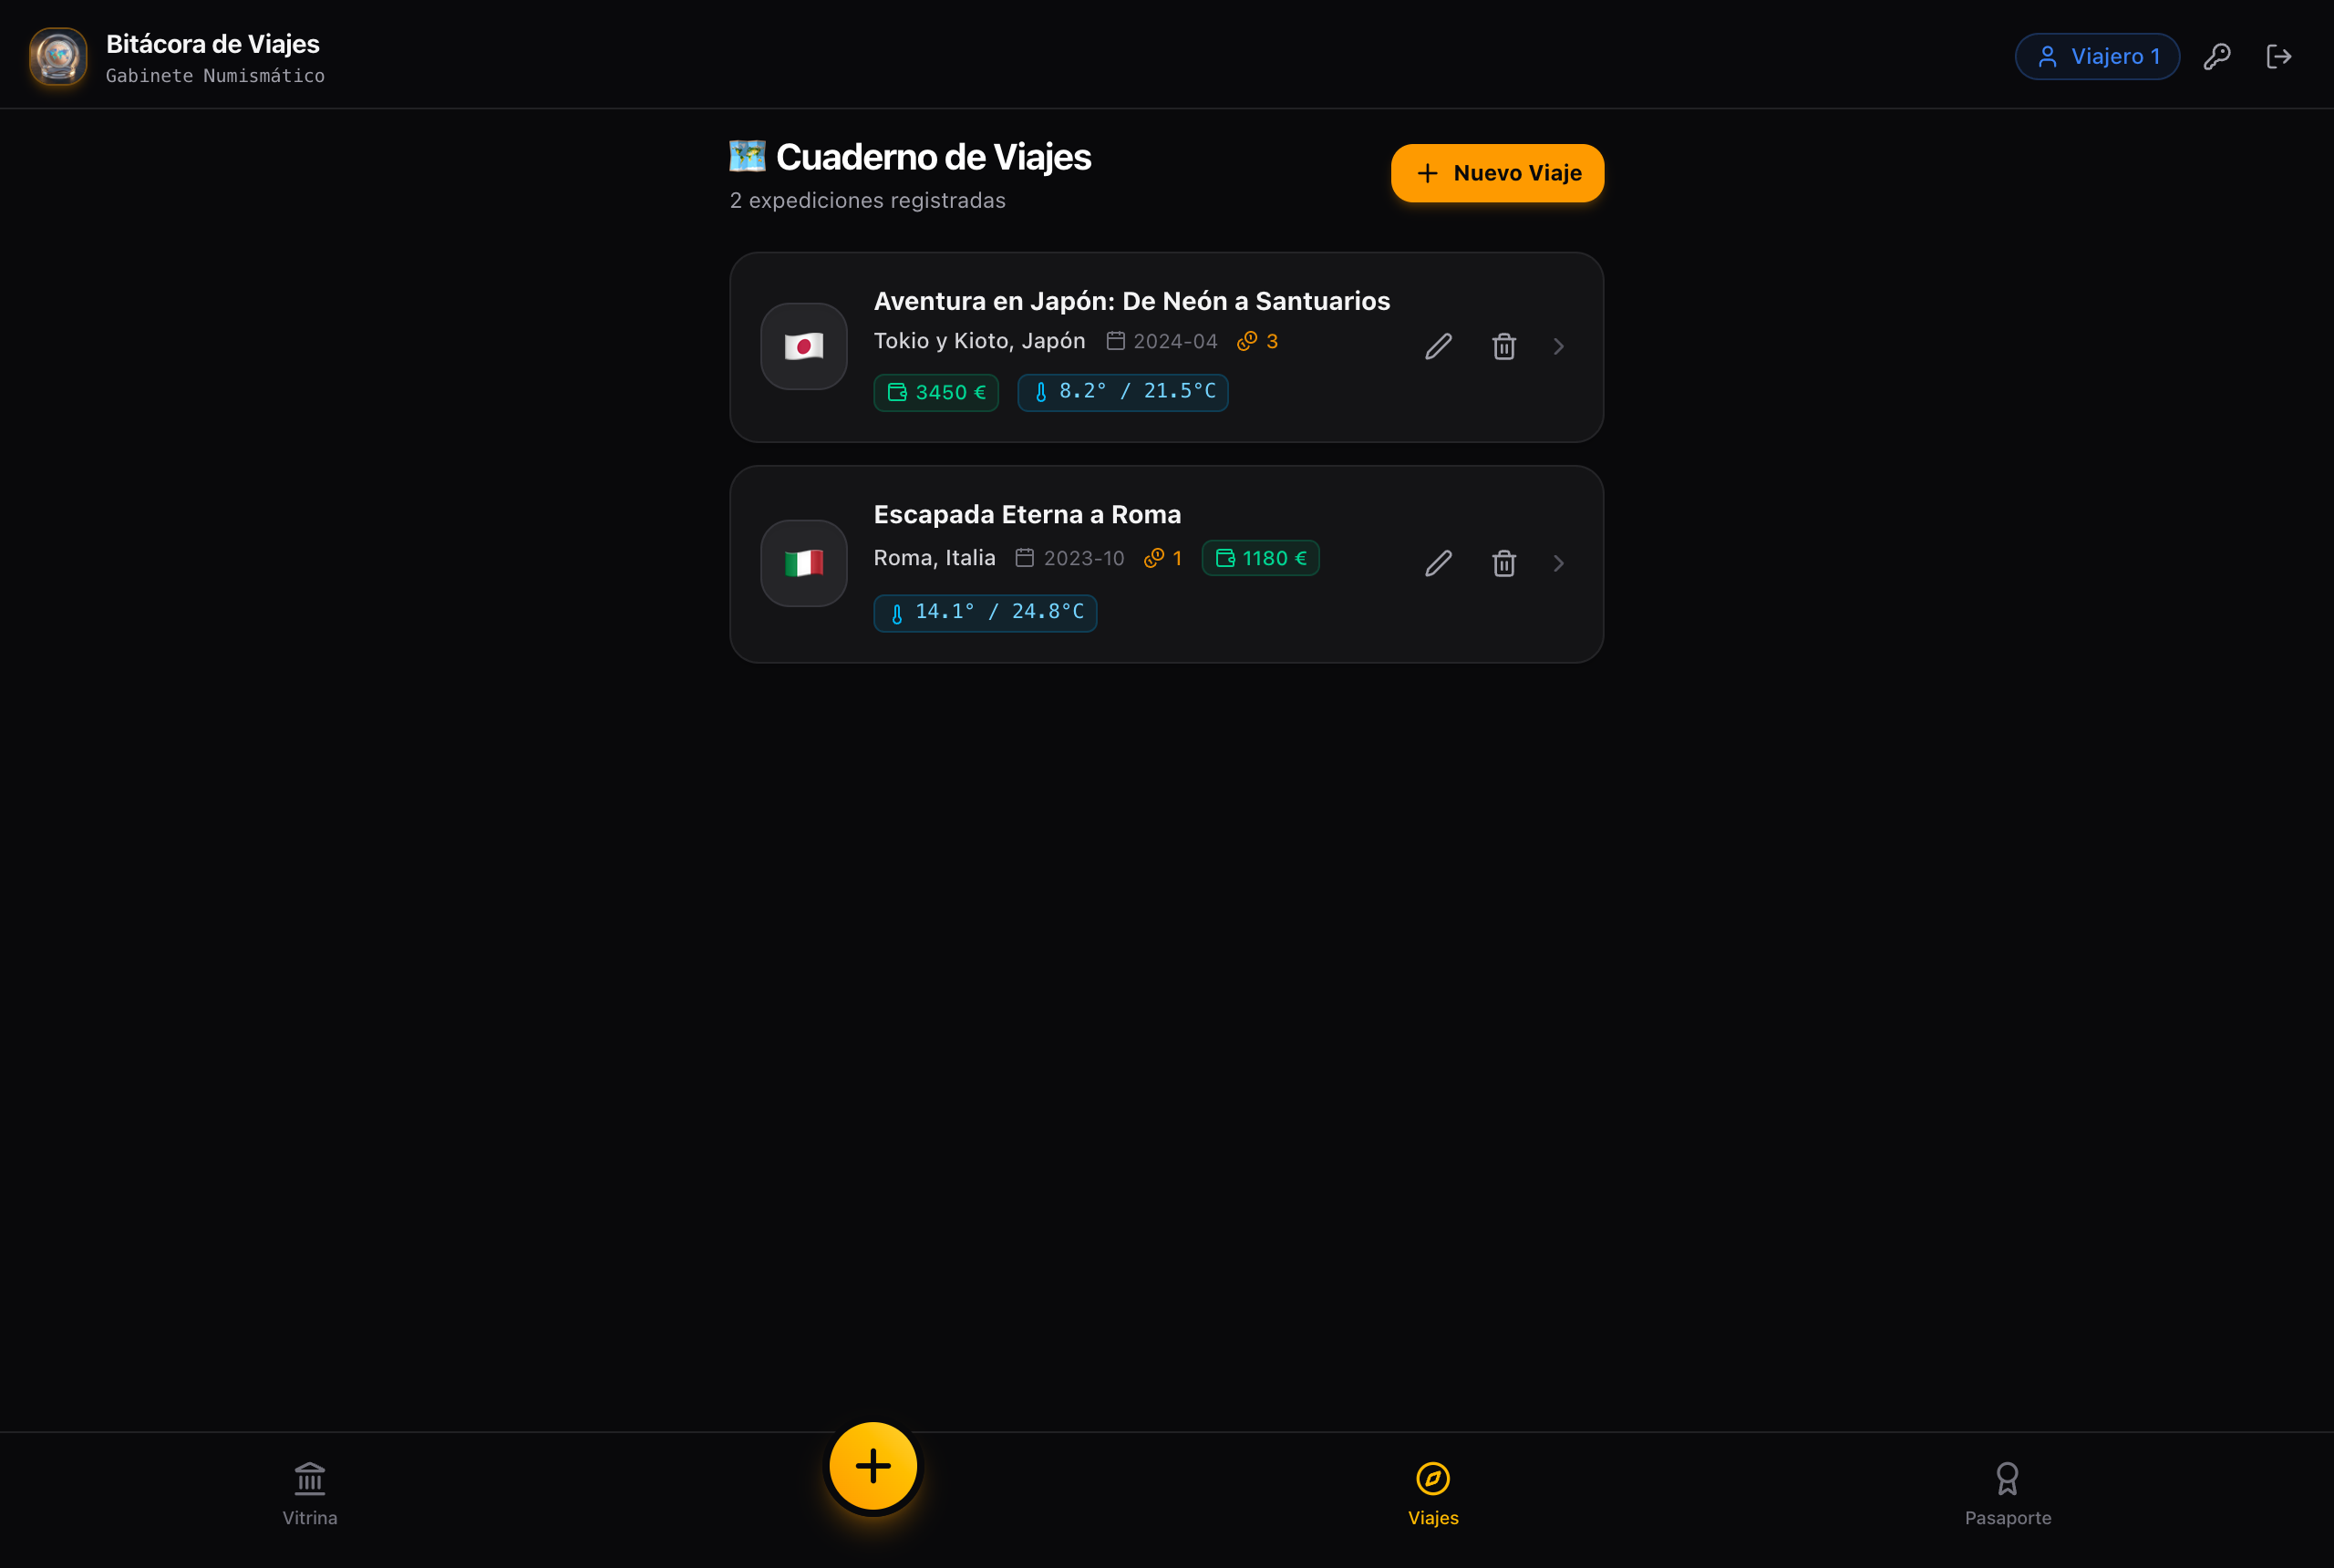 Bitácora de Viajes
Gabinete Numismático
Viajero 1
Cuaderno de Viajes
2 expediciones registradas
Nuevo Viaje
Aventura en Japón: De Neón a Santuarios
Tokio y Kioto, Japón 2024-04 3
3450 € 8.2° / 21.5°C
Escapada Eterna a Roma
Roma, Italia 2023-10 1 1180 €
14.1° / 24.8°C
Vitrina
Viajes
Pasaporte